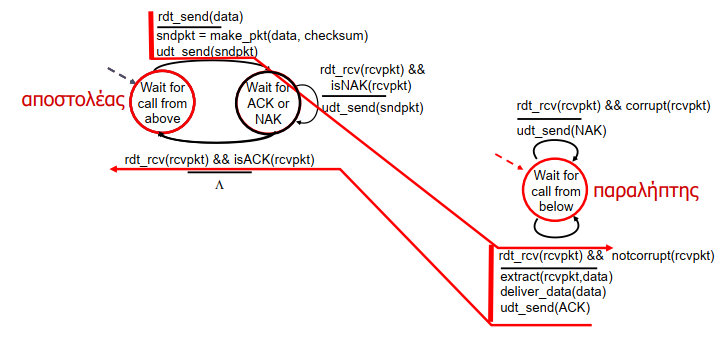 rdt_send(data)
sndpkt = make_pkt(data, checksum)
udt_send(sndpkt)
αποστολέας
Wait for
call from
above
Wait for
ACK or
NAK
rdt_rcv(rcvpkt) &&
isNAK(rcvpkt)
udt_send(sndpkt)
rdt_rcv(rcvpkt) && isACK(rcvpkt)
Λ
rdt_rcv(rcvpkt) && corrupt(rcvpkt)
udt_send(NAK)
Wait for
call from
below
παραλήπτης
rdt_rcv(rcvpkt) && notcorrupt(rcvpkt)
extract(rcvpkt,data)
deliver_data(data)
udt_send(ACK)